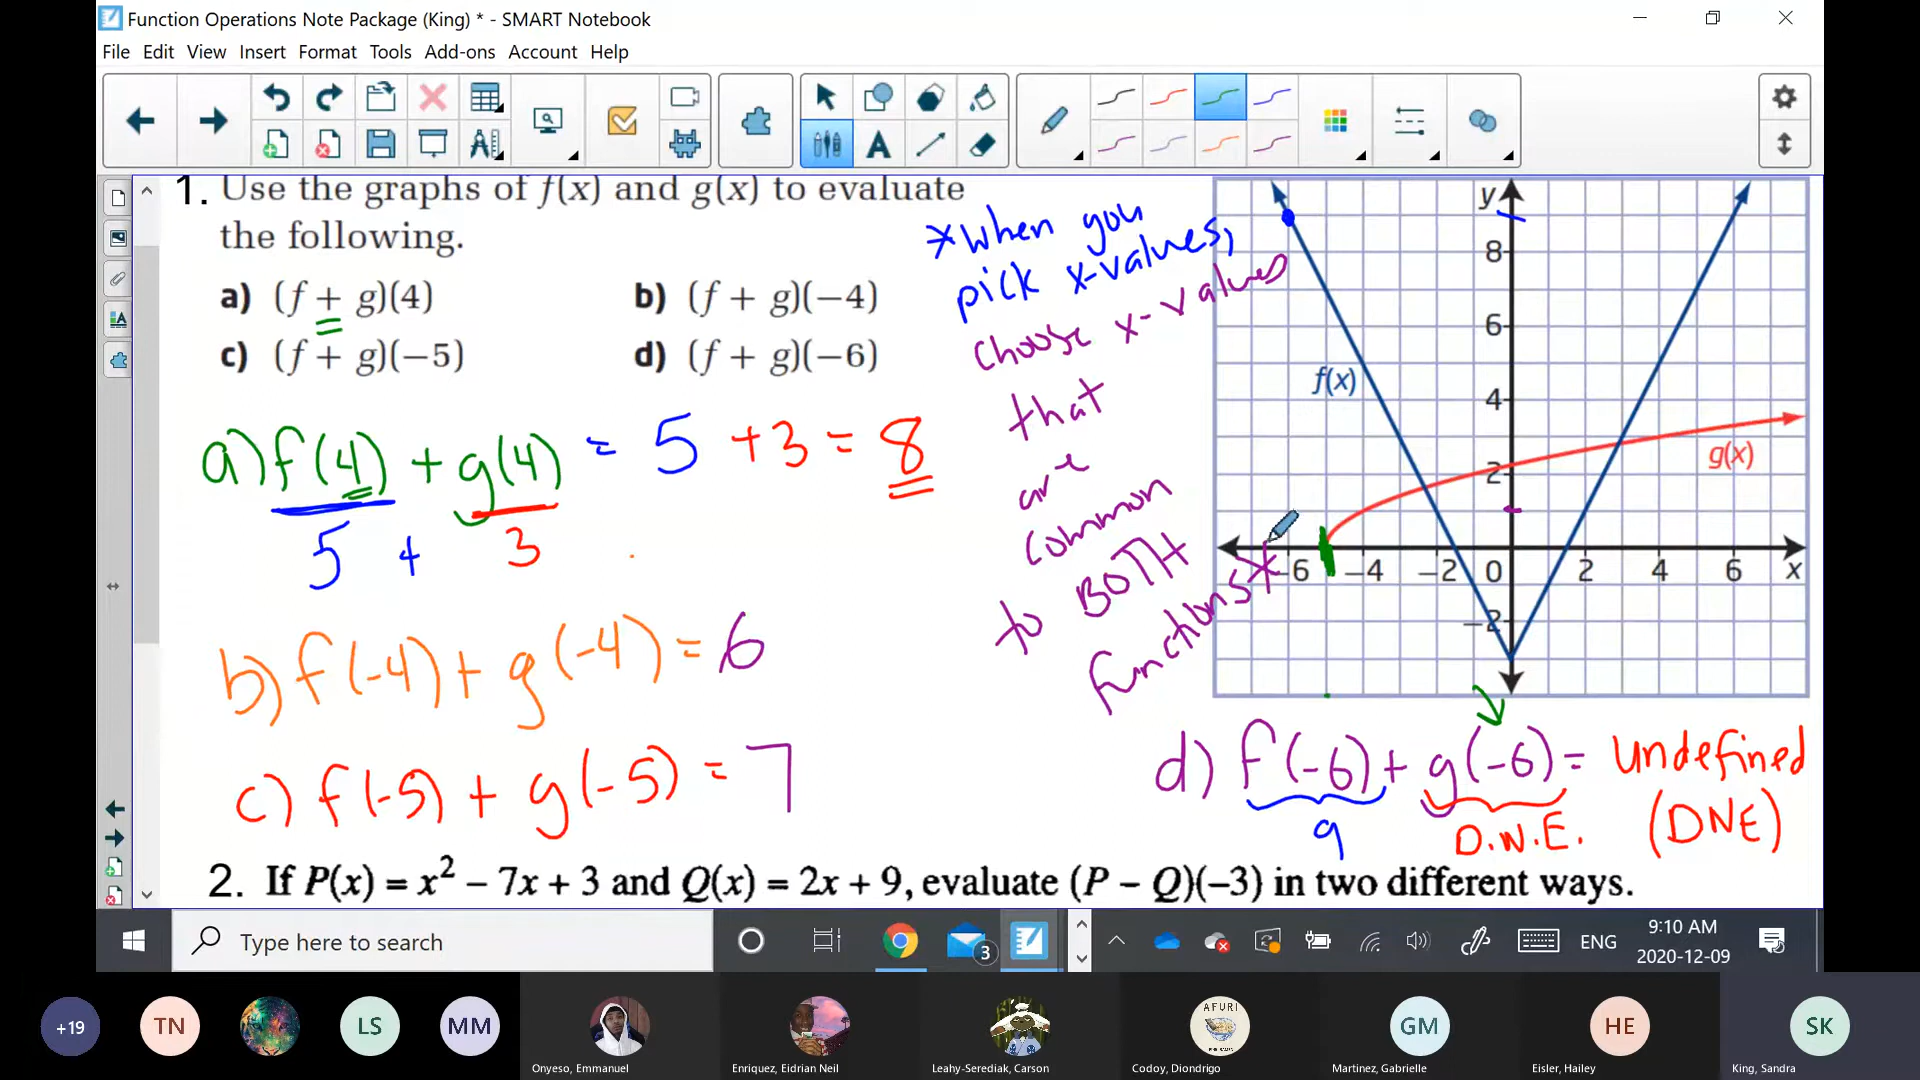 Function Operations Note Package (King) * - SMART Notebook
File Edit View Insert Format Tools Add-ons Account Help
1. Use the graphs of f(x) and g(x) to evaluate
the following.
a) (f + g)(4)
b) (f + g)(−4)
c) (f + g)(−5)
d) (f + g)(−6)
*When you
pick x-values,
choose x-values
that
are
common
to BOTH
functions*
a) f(4) + g(4) = 5 + 3 = 8
5 + 3
b) f(-4) + g(-4) = 6
c) f(-5) + g(-5) = 7
y
8
6
4
2
f(x)
g(x)
−6 −4 −2 0 2 4 6 x
−2
d) f(-6) + g(-6) = undefined
9 D.N.E. (DNE)
2. If P(x) = x² − 7x + 3 and Q(x) = 2x + 9, evaluate (P − Q)(−3) in two different ways.
Type here to search
3
ENG
9:10 AM
2020-12-09
+19
TN
LS
MM
AFURI
GM
HE
SK
Onyeso, Emmanuel
Enriquez, Eidrian Neil
Leahy-Serediak, Carson
Codoy, Diondrigo
Martinez, Gabrielle
Eisler, Hailey
King, Sandra